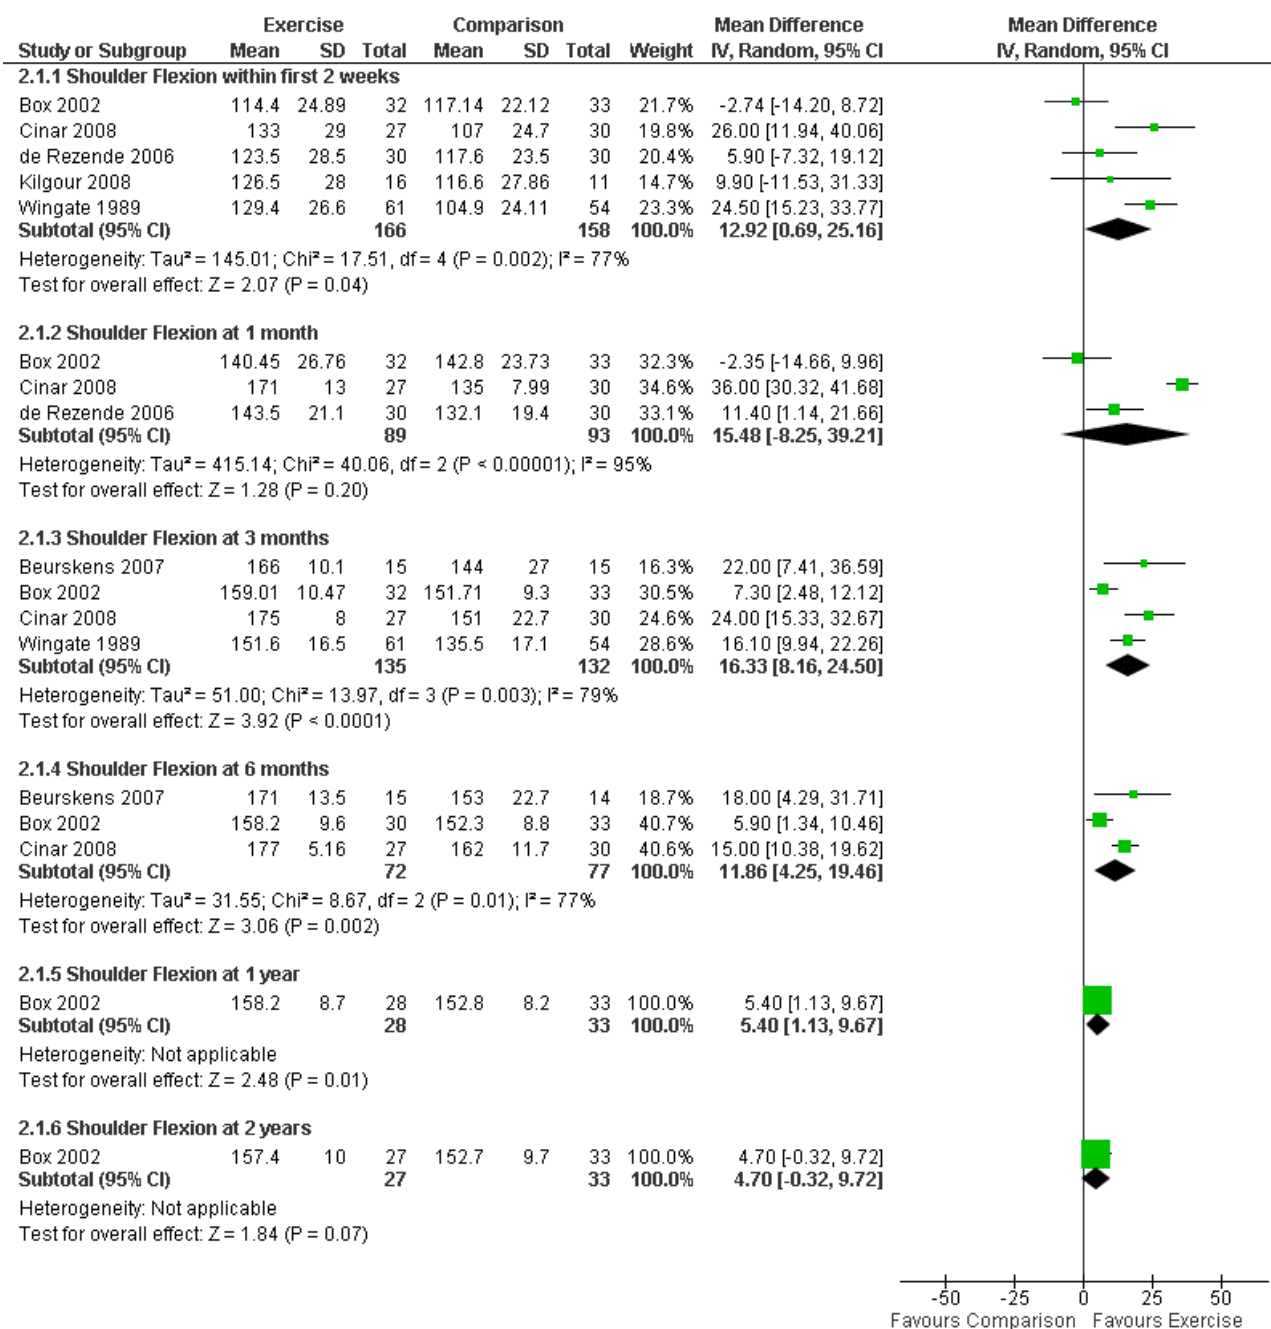 Exercise Comparison Mean Difference Mean Difference
Study or Subgroup Mean SD Total Mean SD Total Weight IV, Random, 95% CI IV, Random, 95% CI
2.1.1 Shoulder Flexion within first 2 weeks
Box 2002 114.4 24.89 32 117.14 22.12 33 21.7% -2.74 [-14.20, 8.72]
Cinar 2008 133 29 27 107 24.7 30 19.8% 26.00 [11.94, 40.06]
de Rezende 2006 123.5 28.5 30 117.6 23.5 30 20.4% 5.90 [-7.32, 19.12]
Kilgour 2008 126.5 28 16 116.6 27.86 11 14.7% 9.90 [-11.53, 31.33]
Wingate 1989 129.4 26.6 61 104.9 24.11 54 23.3% 24.50 [15.23, 33.77]
Subtotal (95% CI) 166 158 100.0% 12.92 [0.69, 25.16]
Heterogeneity: Tau² = 145.01; Chi² = 17.51, df = 4 (P = 0.002); I² = 77%
Test for overall effect: Z = 2.07 (P = 0.04)
2.1.2 Shoulder Flexion at 1 month
Box 2002 140.45 26.76 32 142.8 23.73 33 32.3% -2.35 [-14.66, 9.96]
Cinar 2008 171 13 27 135 7.99 30 34.6% 36.00 [30.32, 41.68]
de Rezende 2006 143.5 21.1 30 132.1 19.4 30 33.1% 11.40 [1.14, 21.66]
Subtotal (95% CI) 89 93 100.0% 15.48 [-8.25, 39.21]
Heterogeneity: Tau² = 415.14; Chi² = 40.06, df = 2 (P < 0.00001); I² = 95%
Test for overall effect: Z = 1.28 (P = 0.20)
2.1.3 Shoulder Flexion at 3 months
Beurskens 2007 166 10.1 15 144 27 15 16.3% 22.00 [7.41, 36.59]
Box 2002 159.01 10.47 32 151.71 9.3 33 30.5% 7.30 [2.48, 12.12]
Cinar 2008 175 8 27 151 22.7 30 24.6% 24.00 [15.33, 32.67]
Wingate 1989 151.6 16.5 61 135.5 17.1 54 28.6% 16.10 [9.94, 22.26]
Subtotal (95% CI) 135 132 100.0% 16.33 [8.16, 24.50]
Heterogeneity: Tau² = 51.00; Chi² = 13.97, df = 3 (P = 0.003); I² = 79%
Test for overall effect: Z = 3.92 (P < 0.0001)
2.1.4 Shoulder Flexion at 6 months
Beurskens 2007 171 13.5 15 153 22.7 14 18.7% 18.00 [4.29, 31.71]
Box 2002 158.2 9.6 30 152.3 8.8 33 40.7% 5.90 [1.34, 10.46]
Cinar 2008 177 5.16 27 162 11.7 30 40.6% 15.00 [10.38, 19.62]
Subtotal (95% CI) 72 77 100.0% 11.86 [4.25, 19.46]
Heterogeneity: Tau² = 31.55; Chi² = 8.67, df = 2 (P = 0.01); I² = 77%
Test for overall effect: Z = 3.06 (P = 0.002)
2.1.5 Shoulder Flexion at 1 year
Box 2002 158.2 8.7 28 152.8 8.2 33 100.0% 5.40 [1.13, 9.67]
Subtotal (95% CI) 28 33 100.0% 5.40 [1.13, 9.67]
Heterogeneity: Not applicable
Test for overall effect: Z = 2.48 (P = 0.01)
2.1.6 Shoulder Flexion at 2 years
Box 2002 157.4 10 27 152.7 9.7 33 100.0% 4.70 [-0.32, 9.72]
Subtotal (95% CI) 27 33 100.0% 4.70 [-0.32, 9.72]
Heterogeneity: Not applicable
Test for overall effect: Z = 1.84 (P = 0.07)
-50 -25 0 25 50
Favours Comparison Favours Exercise